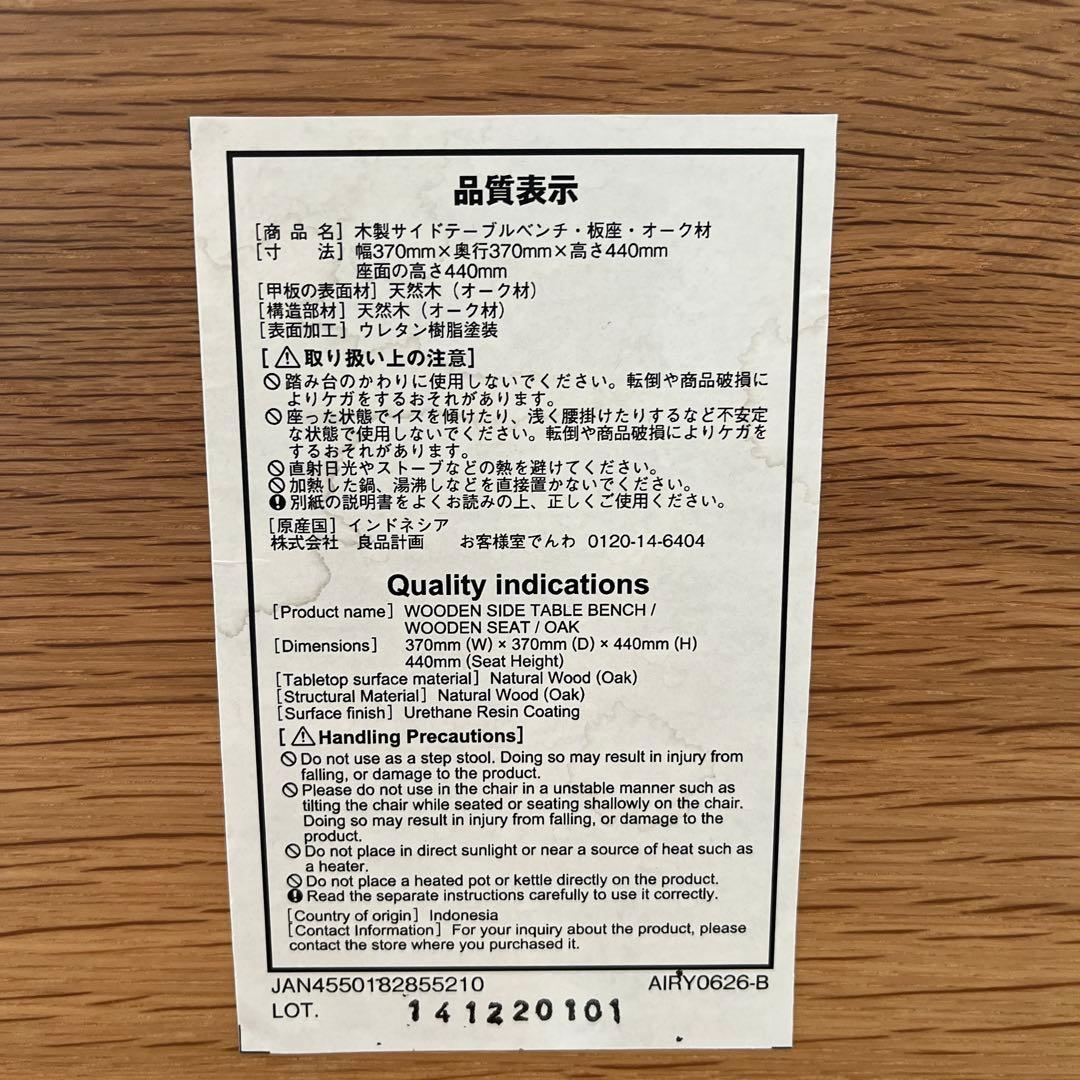 品質表示
[商 品 名] 木製サイドテーブルベンチ・板座・オーク材
[寸 法] 幅370mm×奥行370mm×高さ440mm
座面の高さ440mm
[甲板の表面材] 天然木（オーク材）
[構造部材] 天然木（オーク材）
[表面加工] ウレタン樹脂塗装
[⚠取り扱い上の注意]
🚫踏み台のかわりに使用しないでください。転倒や商品破損に
よりケガをするおそれがあります。
🚫座った状態でイスを傾けたり、浅く腰掛けたりするなど不安定
な状態で使用しないでください。転倒や商品破損によりケガを
するおそれがあります。
🚫直射日光やストーブなどの熱を避けてください。
🚫加熱した鍋、湯沸しなどを直接置かないでください。
❗別紙の説明書をよくお読みの上、正しくご使用ください。
[原産国] インドネシア
株式会社 良品計画 お客様室でんわ 0120-14-6404
Quality indications
[Product name] WOODEN SIDE TABLE BENCH /
WOODEN SEAT / OAK
[Dimensions] 370mm (W) × 370mm (D) × 440mm (H)
440mm (Seat Height)
[Tabletop surface material] Natural Wood (Oak)
[Structural Material] Natural Wood (Oak)
[Surface finish] Urethane Resin Coating
[⚠Handling Precautions]
🚫Do not use as a step stool. Doing so may result in injury from
falling, or damage to the product.
🚫Please do not use in the chair in a unstable manner such as
tilting the chair while seated or seating shallowly on the chair.
Doing so may result in injury from falling, or damage to the
product.
🚫Do not place in direct sunlight or near a source of heat such as
a heater.
🚫Do not place a heated pot or kettle directly on the product.
❗Read the separate instructions carefully to use it correctly.
[Country of origin] Indonesia
[Contact Information] For your inquiry about the product, please
contact the store where you purchased it.
JAN4550182855210 AIRY0626-B
LOT. 141220101